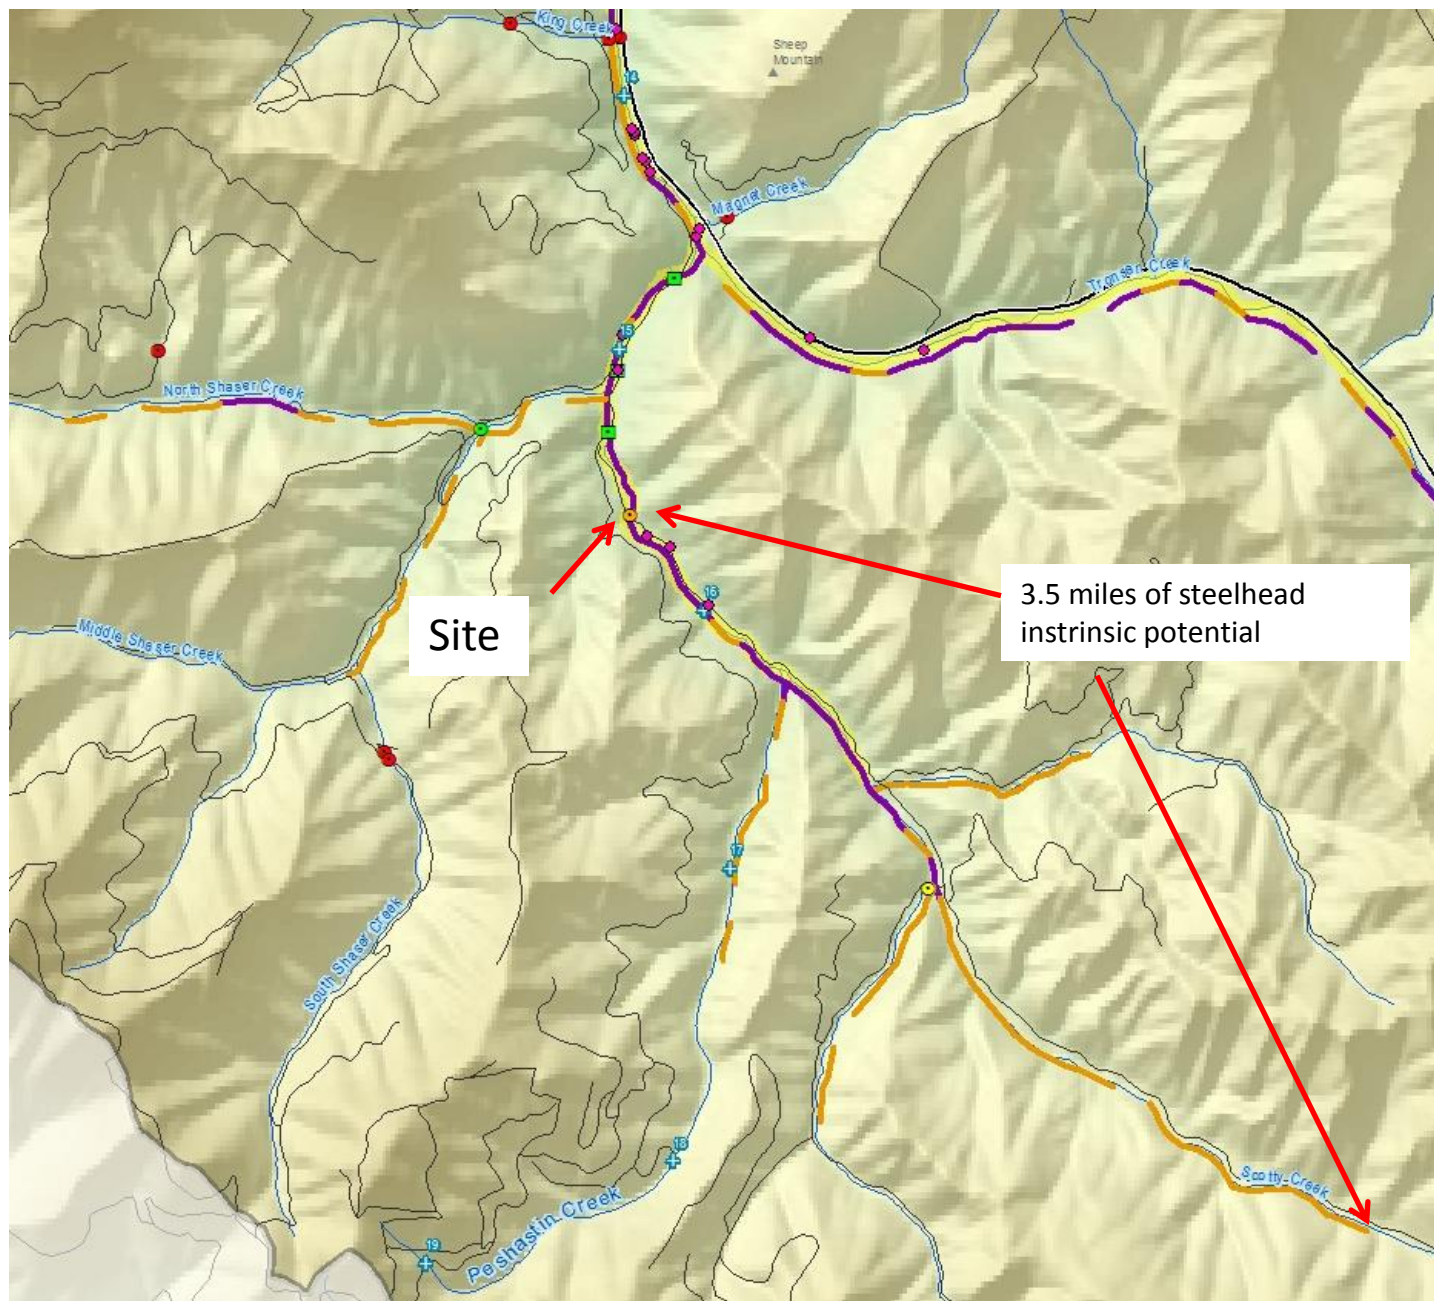 King Creek
Sheep
Mountain
14
Magnet Creek
Tronsen Creek
15
North Shaser Creek
3.5 miles of steelhead
instrinsic potential
16
Site
Middle Shaser Creek
17
South Shaser Creek
18
Scotty Creek
Peshastin Creek
19